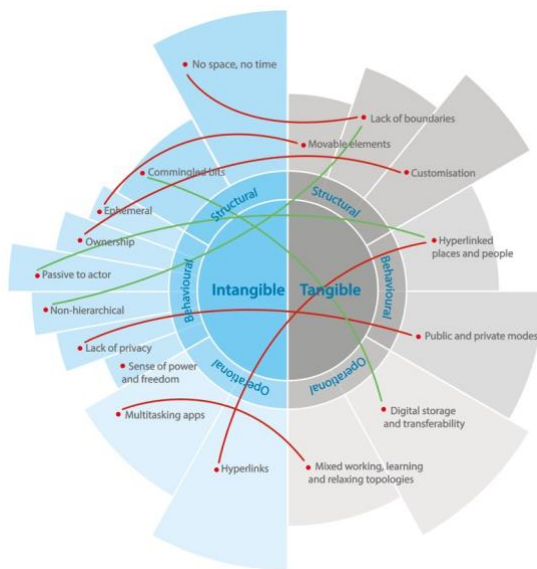 No space, no time
Lack of boundaries
Movable elements
Commingled bits
Customisation
Structural
Structural
Ephemeral
Ownership
Hyperlinked
places and people
Passive to actor
Behavioural
Intangible
Tangible
Behavioural
Non-hierarchical
Public and private modes
Lack of privacy
Sense of power
and freedom
Operational
Operational
Multitasking apps
Digital storage
and transferability
Hyperlinks
Mixed working, learning
and relaxing topologies